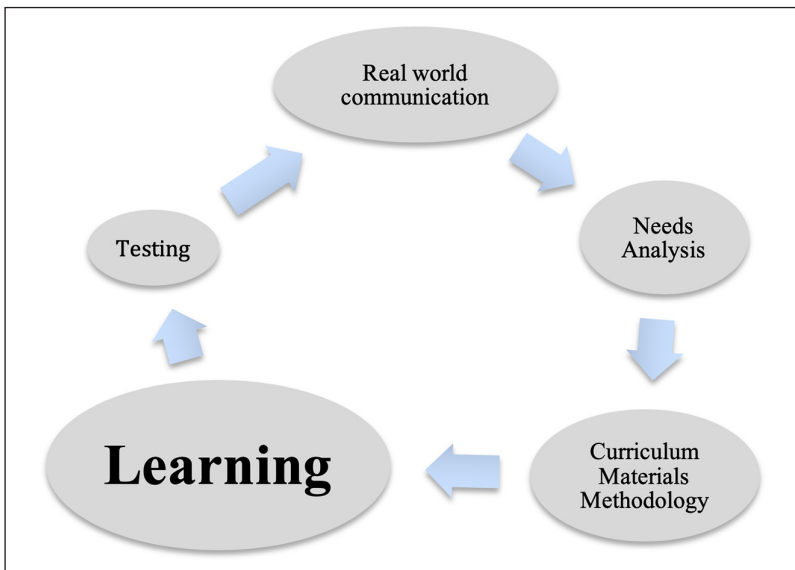 Real world
communication
Needs
Analysis
Curriculum
Materials
Methodology
Learning
Testing